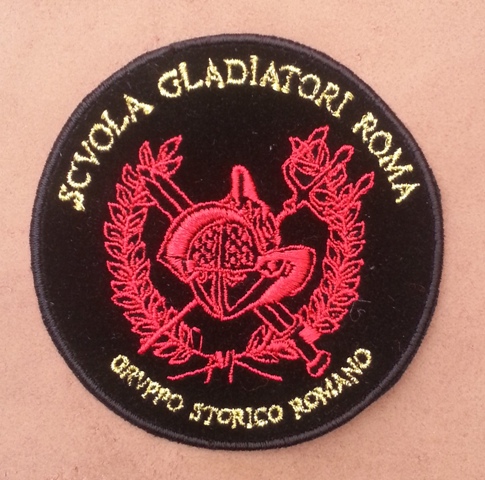 SCVOLA GLADIATORI ROMA
GRVPPO STORICO ROMANO